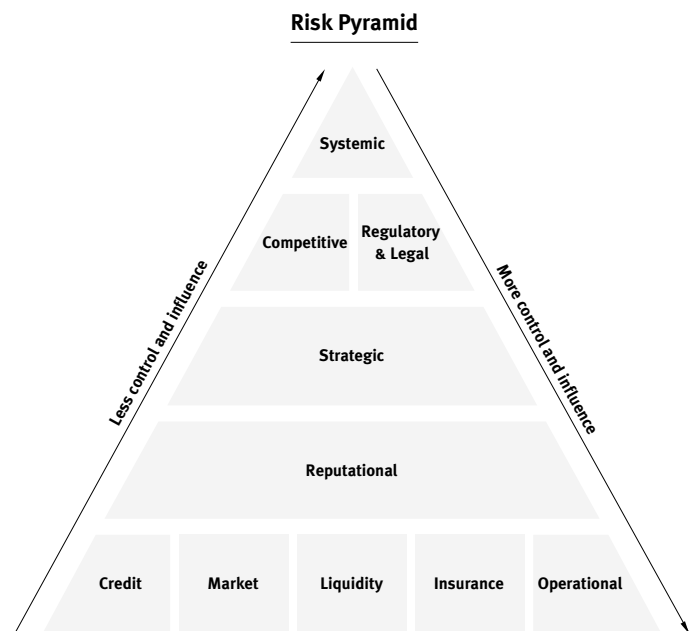 Risk Pyramid
Systemic
Competitive
Regulatory
& Legal
Less control and influence
More control and influence
Strategic
Reputational
Credit
Market
Liquidity
Insurance
Operational